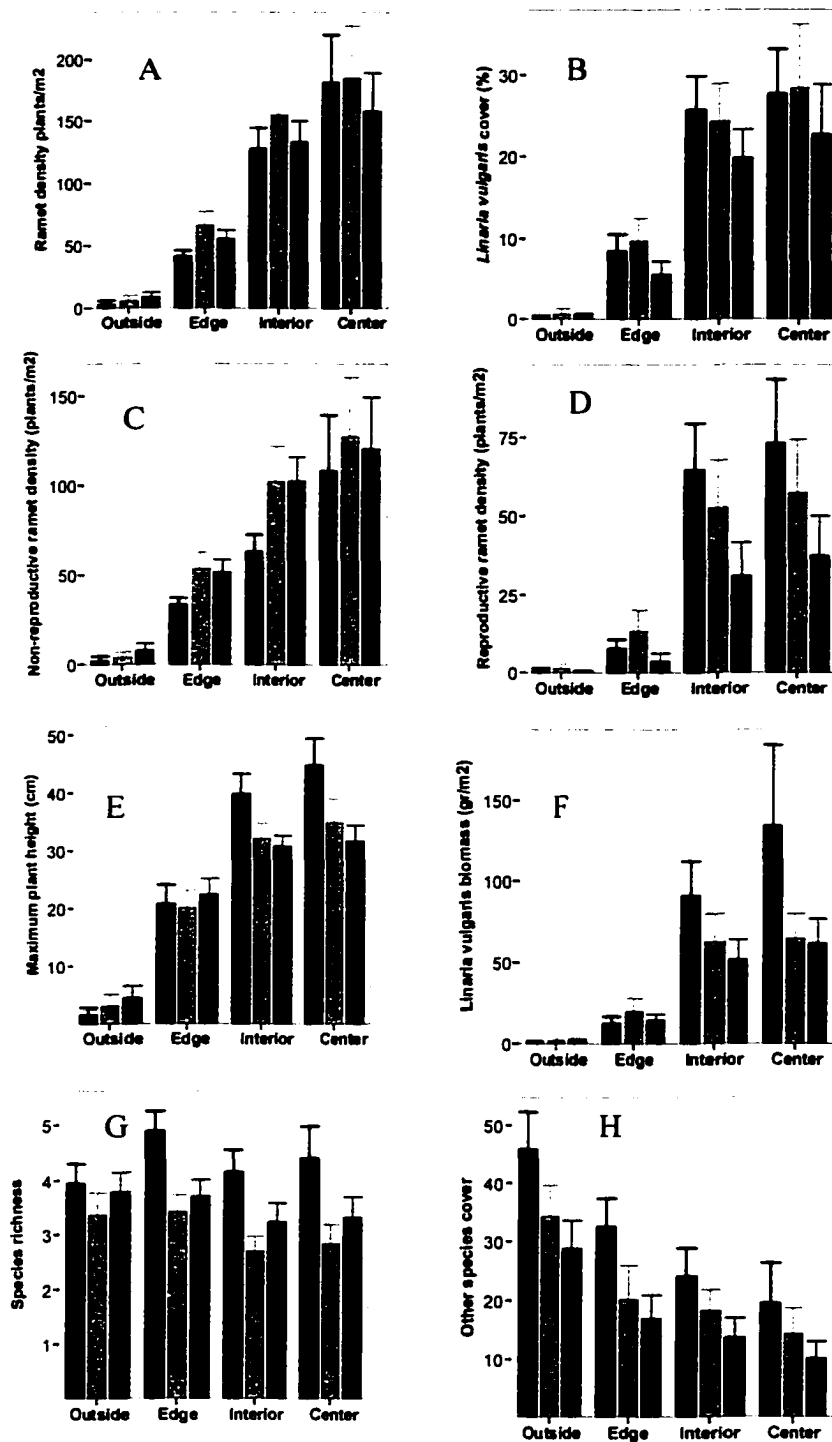 A
Ramet density plants/m2
200-
150-
100-
50-
0-
Outside Edge Interior Center
B
Linaria vulgaris cover (%)
30-
20-
10-
0-
Outside Edge Interior Center
C
Non-reproductive ramet density (plants/m2)
150-
100-
50-
0-
Outside Edge Interior Center
D
Reproductive ramet density (plants/m2)
75-
50-
25-
0-
Outside Edge Interior Center
E
Maximum plant height (cm)
50-
40-
30-
20-
10-
Outside Edge Interior Center
F
Linaria vulgaris biomass (gr/m2)
150-
100-
50-
0-
Outside Edge Interior Center
G
Species richness
5-
4-
3-
2-
1-
Outside Edge Interior Center
H
Other species cover
50-
40-
30-
20-
10-
Outside Edge Interior Center